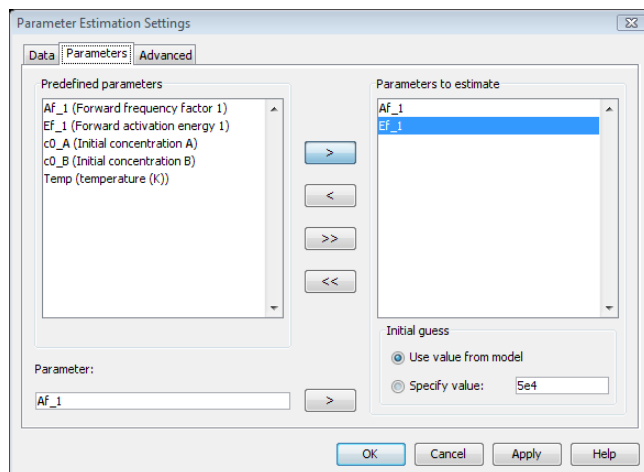 Parameter Estimation Settings
Data Parameters Advanced
Predefined parameters
Af_1 (Forward frequency factor 1)
Ef_1 (Forward activation energy 1)
c0_A (Initial concentration A)
c0_B (Initial concentration B)
Temp (temperature (K))
>
<
>>
<<
Parameters to estimate
Af_1
Ef_1
Initial guess
Use value from model
Specify value: 5e4
Parameter:
Af_1 >
OK Cancel Apply Help